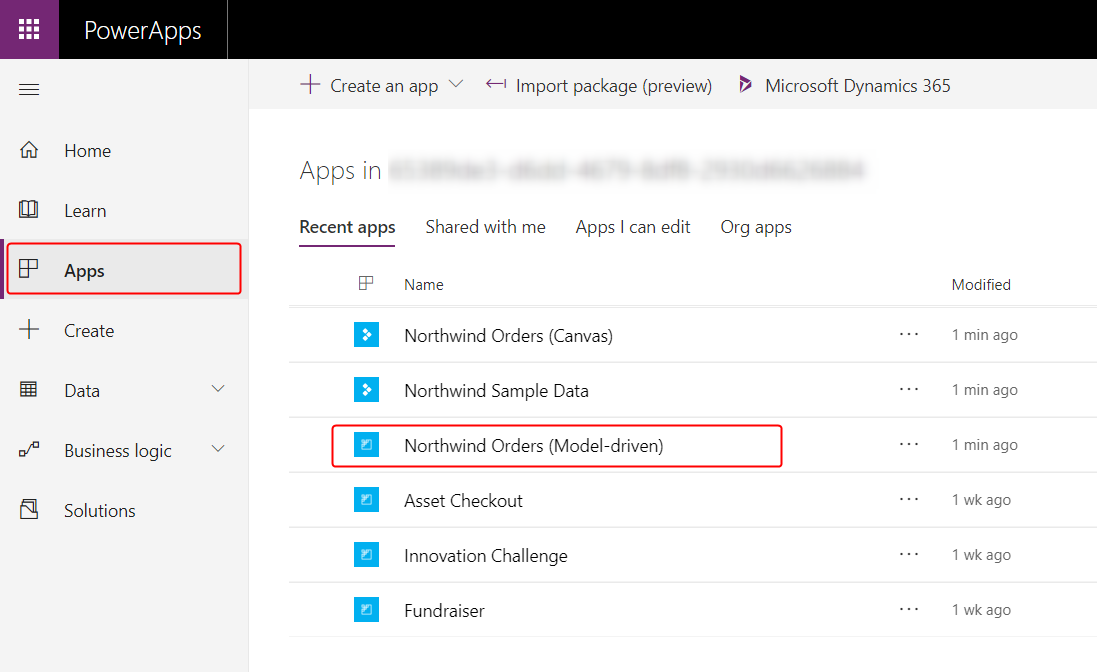 PowerApps
Create an app
Import package (preview)
Microsoft Dynamics 365
Home
Learn
Apps
Create
Data
Business logic
Solutions
Apps in
Recent apps
Shared with me
Apps I can edit
Org apps
Name Modified
Northwind Orders (Canvas) ··· 1 min ago
Northwind Sample Data ··· 1 min ago
Northwind Orders (Model-driven) ··· 1 min ago
Asset Checkout ··· 1 wk ago
Innovation Challenge ··· 1 wk ago
Fundraiser ··· 1 wk ago